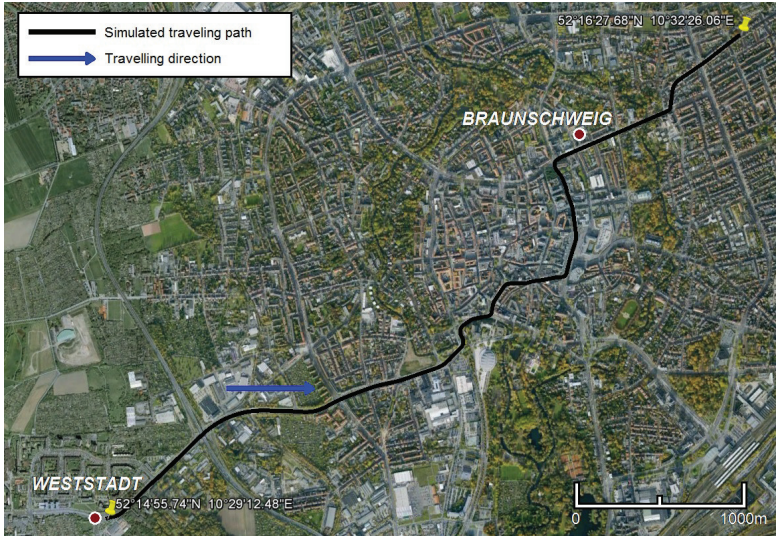 Simulated traveling path
Travelling direction
52°16'27.68"N 10°32'26.06"E
BRAUNSCHWEIG
WESTSTADT
52°14'55.74"N 10°29'12.48"E
0 1000m